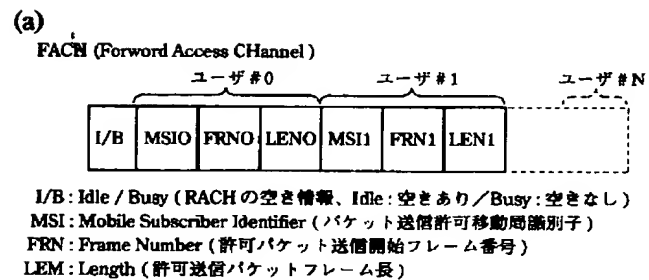 (a)
FACH (Forword Access CHannel)
ユーザ#0 ユーザ#1 ユーザ#N
I/B MSI0 FRN0 LEN0 MSI1 FRN1 LEN1
I/B : Idle / Busy (RACHの空き情報、Idle : 空きあり/Busy : 空きなし)
MSI : Mobile Subscriber Identifier (パケット送信許可移動局識別子)
FRN : Frame Number (許可パケット送信開始フレーム番号)
LEM : Length (許可送信パケットフレーム長)